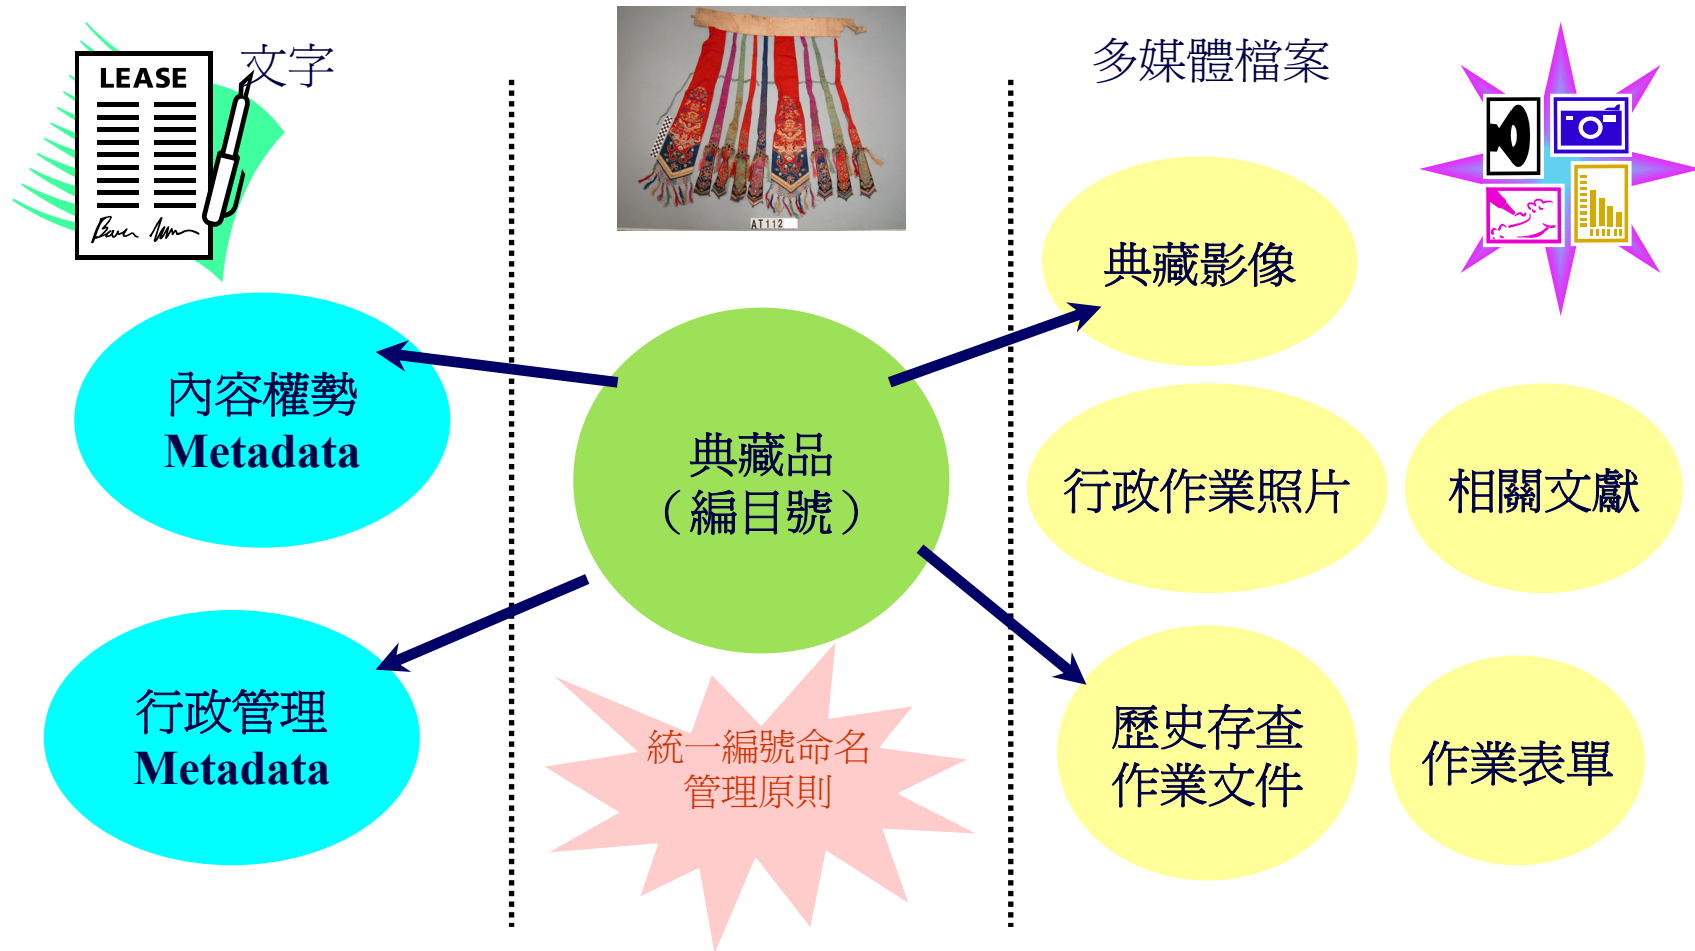 文字
LEASE
AT112
多媒體檔案
典藏影像
內容權勢
Metadata
典藏品
（編目號）
行政作業照片
相關文獻
行政管理
Metadata
統一編號命名
管理原則
歷史存查
作業文件
作業表單